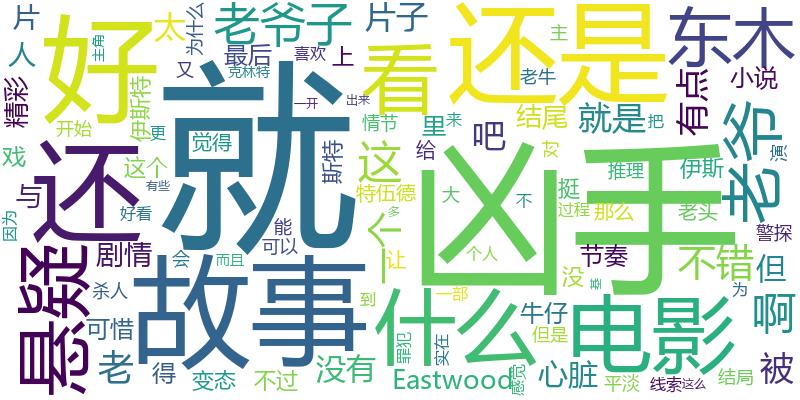 片
人
好
太
为什么
老爷子
片子
看
还是
主
东木
主角
又
最后
喜欢
上
克林特
老牛
有点
小说
精彩
伊斯特
一开
出来
情节
里
来
结尾
就是
把
老爷
开始
更
觉得
就
吧
戏
还
这个
斯特
这
给
凶手
对
推理
伊斯
演
与
有些
特伍德
大
不
挺
过程
那么
老头
警探
因为
好看
能
个
多
悬疑
剧情
会
而且
可以
让
个人
节奏
没
不错
但
啊
杀人
故事
到
什么
一部
电影
为
可惜
牛仔
但是
老
得
变态
不过
没有
罪犯
实在
Eastwood
感觉
心脏
平淡
线索
这么
结局
被